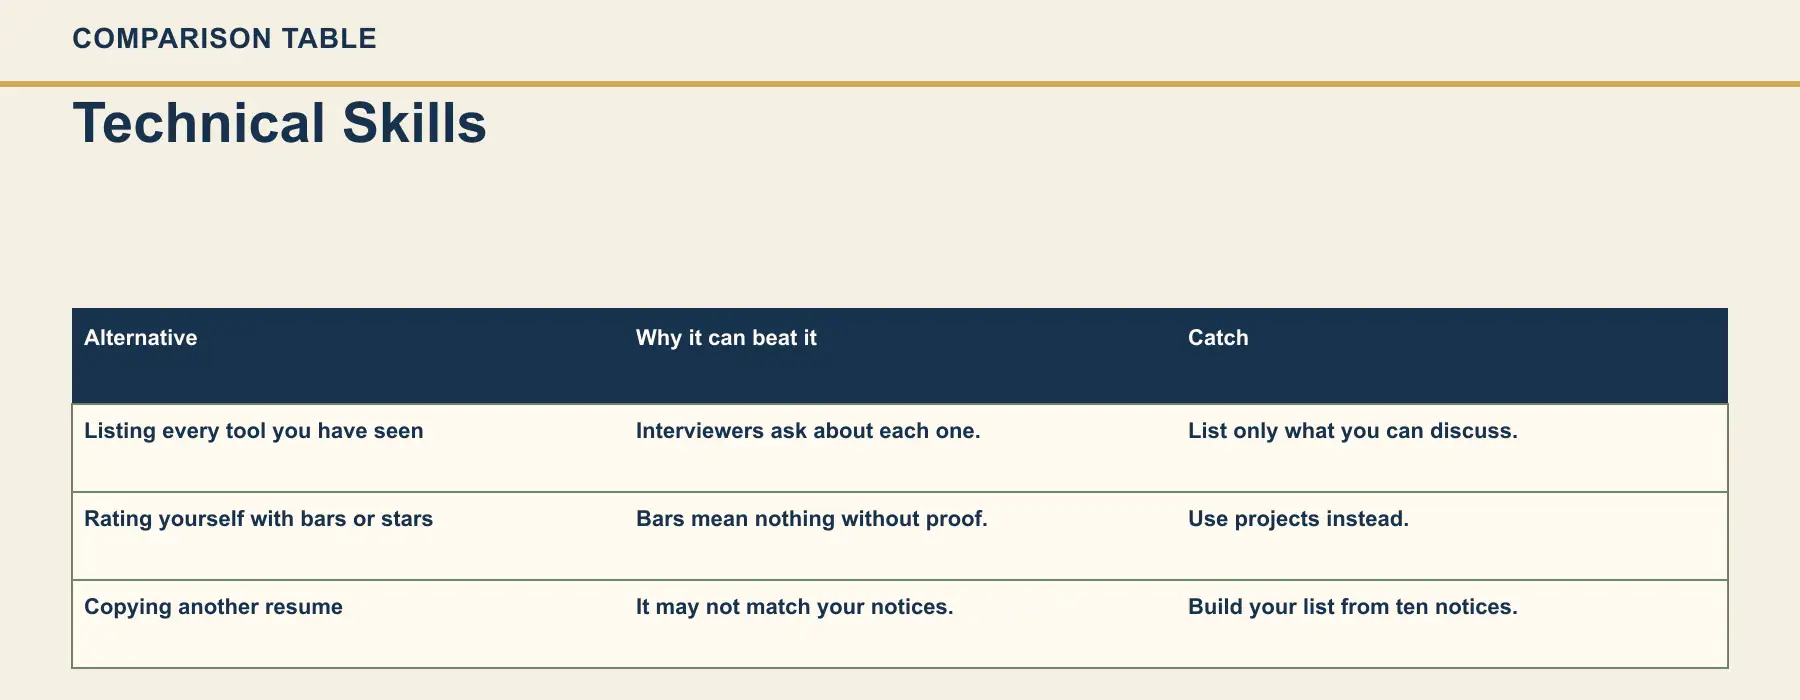 COMPARISON TABLE
Technical Skills
Alternative Why it can beat it Catch
Listing every tool you have seen Interviewers ask about each one. List only what you can discuss.
Rating yourself with bars or stars Bars mean nothing without proof. Use projects instead.
Copying another resume It may not match your notices. Build your list from ten notices.